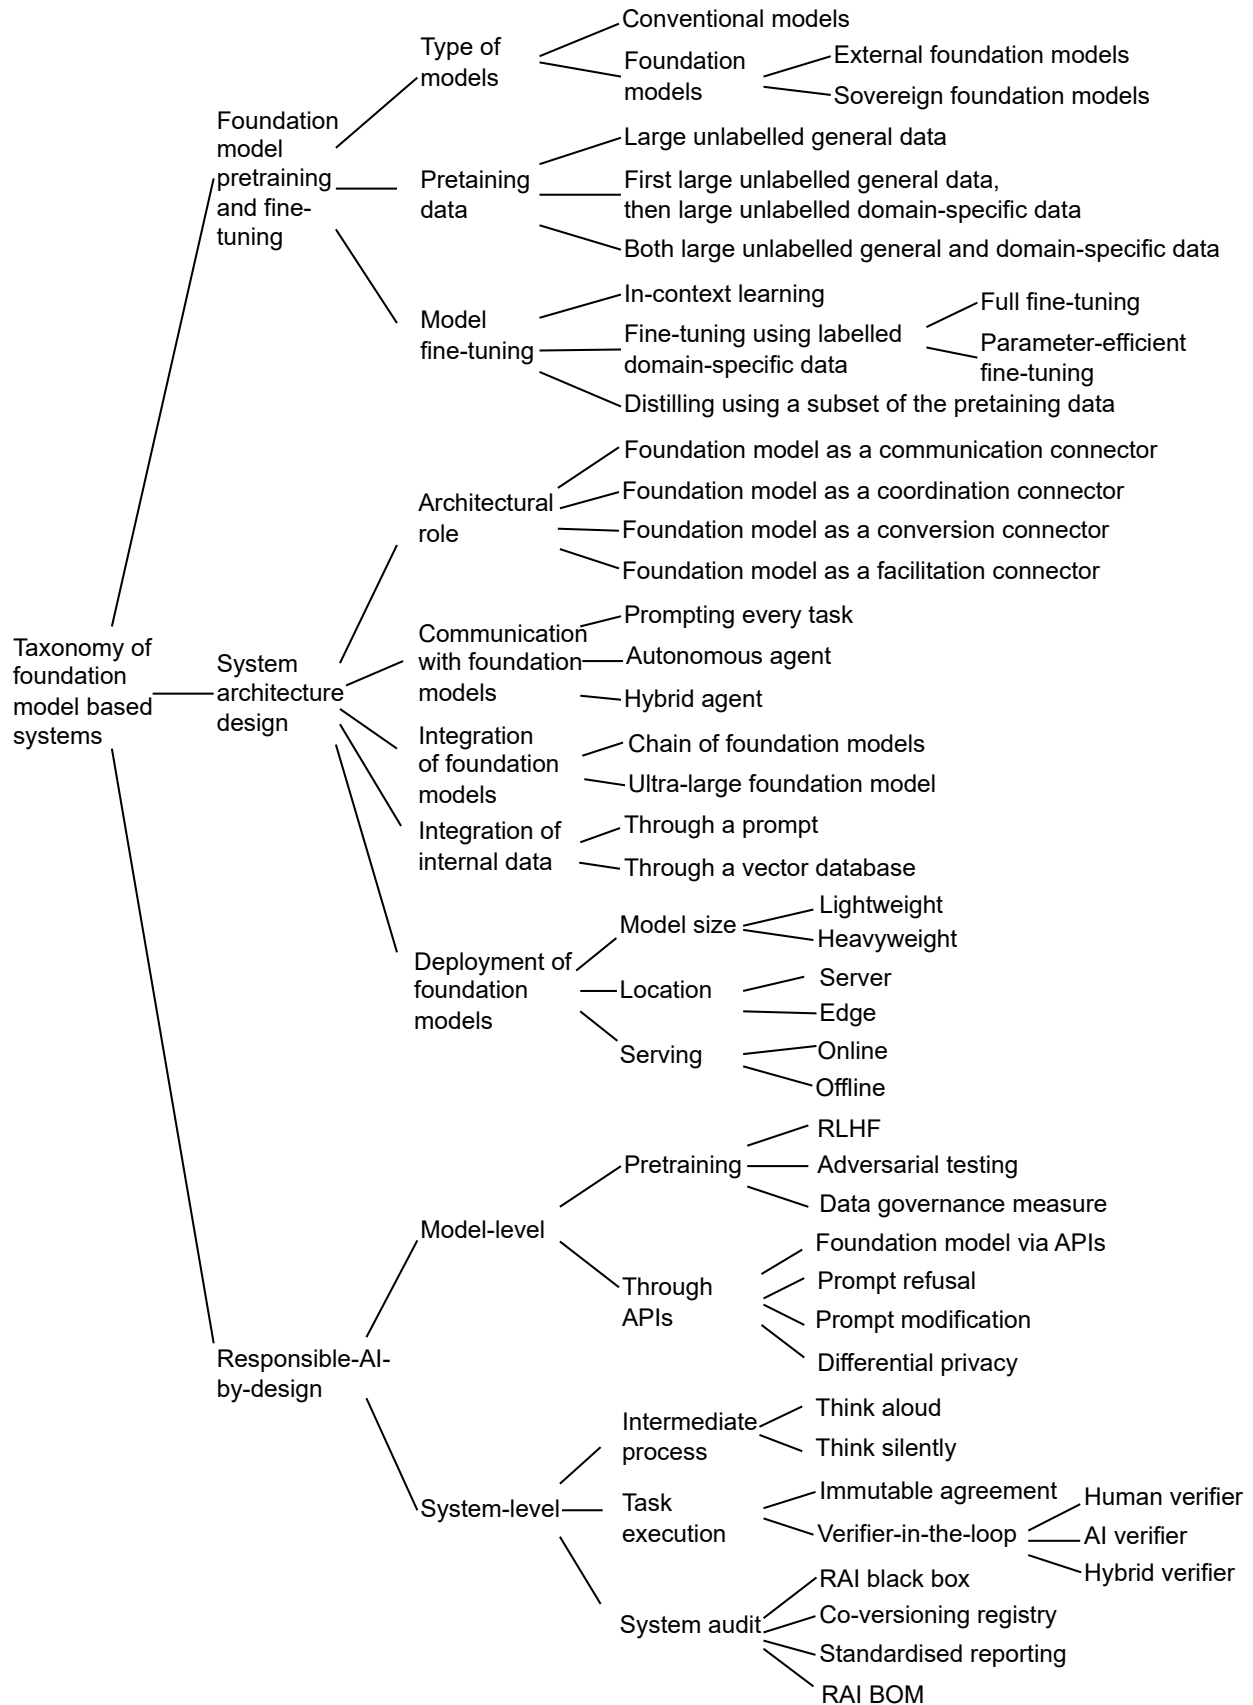 Taxonomy of
foundation
model based
systems
Foundation
model
pretraining
and fine-
tuning
Type of
models
Conventional models
Foundation
models
External foundation models
Sovereign foundation models
Pretaining
data
Large unlabelled general data
First large unlabelled general data,
then large unlabelled domain-specific data
Both large unlabelled general and domain-specific data
Model
fine-tuning
In-context learning
Fine-tuning using labelled
domain-specific data
Full fine-tuning
Parameter-efficient
fine-tuning
Distilling using a subset of the pretaining data
System
architecture
design
Architectural
role
Foundation model as a communication connector
Foundation model as a coordination connector
Foundation model as a conversion connector
Foundation model as a facilitation connector
Communication
with foundation
models
Prompting every task
Autonomous agent
Hybrid agent
Integration
of foundation
models
Chain of foundation models
Ultra-large foundation model
Integration of
internal data
Through a prompt
Through a vector database
Deployment of
foundation
models
Model size
Lightweight
Heavyweight
Location
Server
Edge
Serving
Online
Offline
Responsible-AI-
by-design
Model-level
Pretraining
RLHF
Adversarial testing
Data governance measure
Through
APIs
Foundation model via APIs
Prompt refusal
Prompt modification
Differential privacy
System-level
Intermediate
process
Think aloud
Think silently
Task
execution
Immutable agreement
Verifier-in-the-loop
Human verifier
AI verifier
Hybrid verifier
System audit
RAI black box
Co-versioning registry
Standardised reporting
RAI BOM